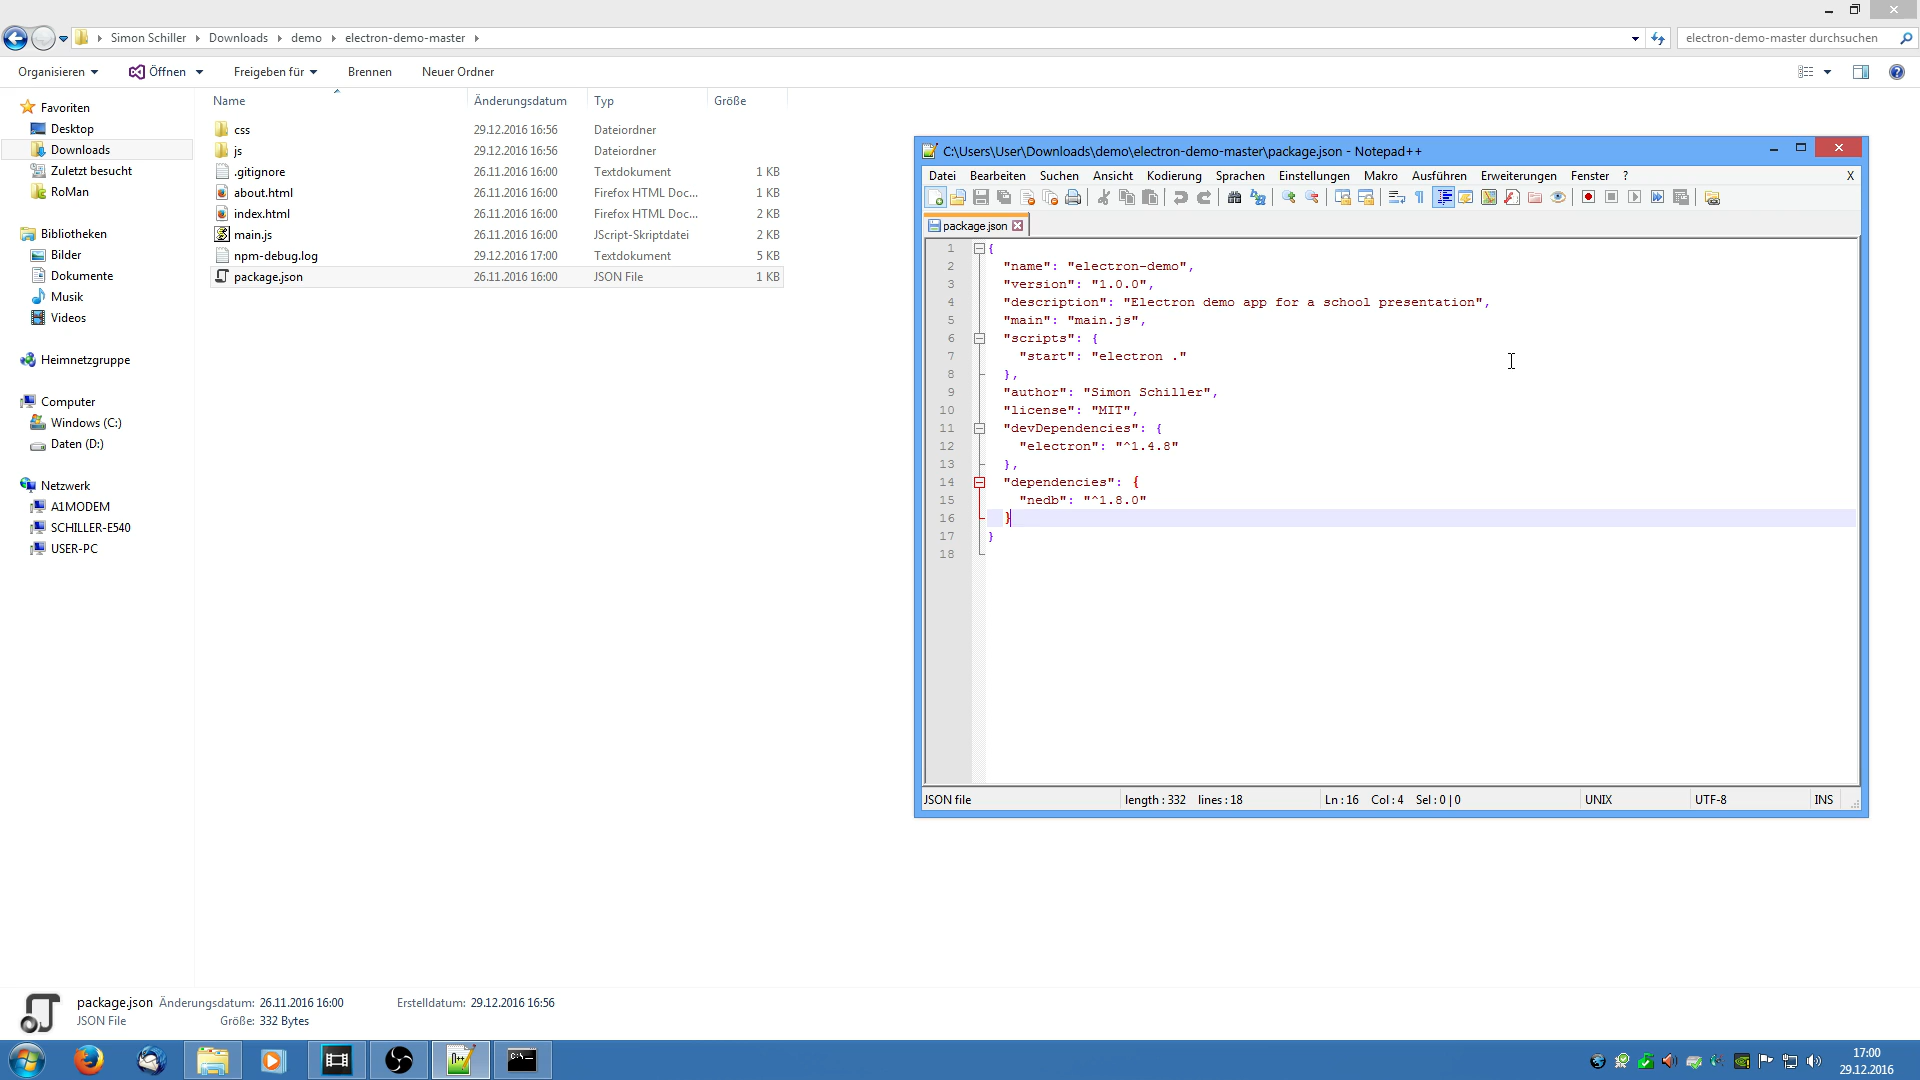 Simon Schiller Downloads demo electron-demo-master
electron-demo-master durchsuchen
Organisieren Öffnen Freigeben für Brennen Neuer Ordner
Name Änderungsdatum Typ Größe
Favoriten
Desktop
Downloads
Zuletzt besucht
RoMan
Bibliotheken
Bilder
Dokumente
Musik
Videos
Heimnetzgruppe
Computer
Windows (C:)
Daten (D:)
Netzwerk
A1MODEM
SCHILLER-E540
USER-PC
css 29.12.2016 16:56 Dateiordner
js 29.12.2016 16:56 Dateiordner
.gitignore 26.11.2016 16:00 Textdokument 1 KB
about.html 26.11.2016 16:00 Firefox HTML Doc... 1 KB
index.html 26.11.2016 16:00 Firefox HTML Doc... 2 KB
main.js 26.11.2016 16:00 JScript-Skriptdatei 2 KB
npm-debug.log 29.12.2016 17:00 Textdokument 5 KB
package.json 26.11.2016 16:00 JSON File 1 KB
C:\Users\User\Downloads\demo\electron-demo-master\package.json - Notepad++
Datei Bearbeiten Suchen Ansicht Kodierung Sprachen Einstellungen Makro Ausführen Erweiterungen Fenster ? X
package.json
1 {
2 "name": "electron-demo",
3 "version": "1.0.0",
4 "description": "Electron demo app for a school presentation",
5 "main": "main.js",
6 "scripts": {
7 "start": "electron ."
8 },
9 "author": "Simon Schiller",
10 "license": "MIT",
11 "devDependencies": {
12 "electron": "^1.4.8"
13 },
14 "dependencies": {
15 "nedb": "^1.8.0"
16 }
17 }
18
JSON file length : 332 lines : 18 Ln : 16 Col : 4 Sel : 0 | 0 UNIX UTF-8 INS
package.json Änderungsdatum: 26.11.2016 16:00 Erstelldatum: 29.12.2016 16:56
JSON File Größe: 332 Bytes
17:00
29.12.2016